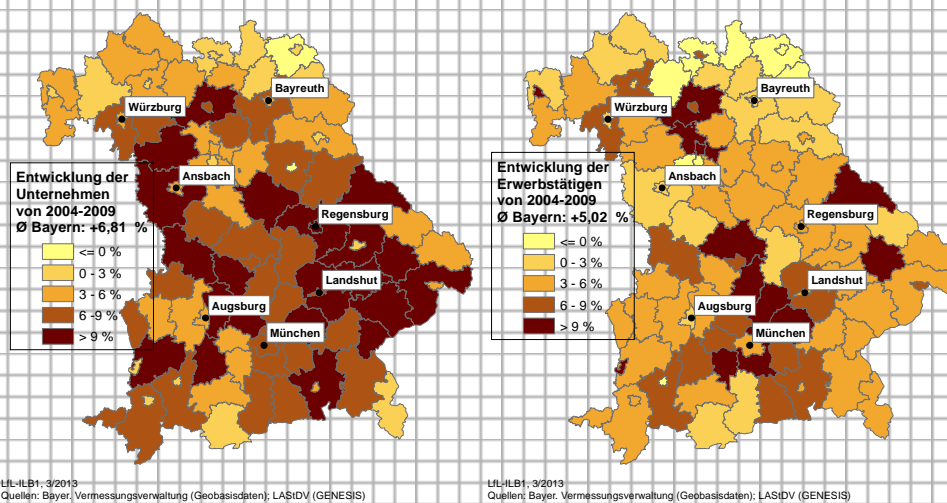 Bayreuth
Würzburg
Ansbach
Regensburg
Landshut
Augsburg
München
Entwicklung der
Unternehmen
von 2004-2009
Ø Bayern: +6,81 %
<= 0 %
0 - 3 %
3 - 6 %
6 -9 %
> 9 %
LfL-ILB1, 3/2013
Quellen: Bayer. Vermessungsverwaltung (Geobasisdaten); LAStDV (GENESIS)
Bayreuth
Würzburg
Ansbach
Regensburg
Landshut
Augsburg
München
Entwicklung der
Erwerbstätigen
von 2004-2009
Ø Bayern: +5,02 %
<= 0 %
0 - 3 %
3 - 6 %
6 - 9 %
> 9 %
LfL-ILB1, 3/2013
Quellen: Bayer. Vermessungsverwaltung (Geobasisdaten); LAStDV (GENESIS)